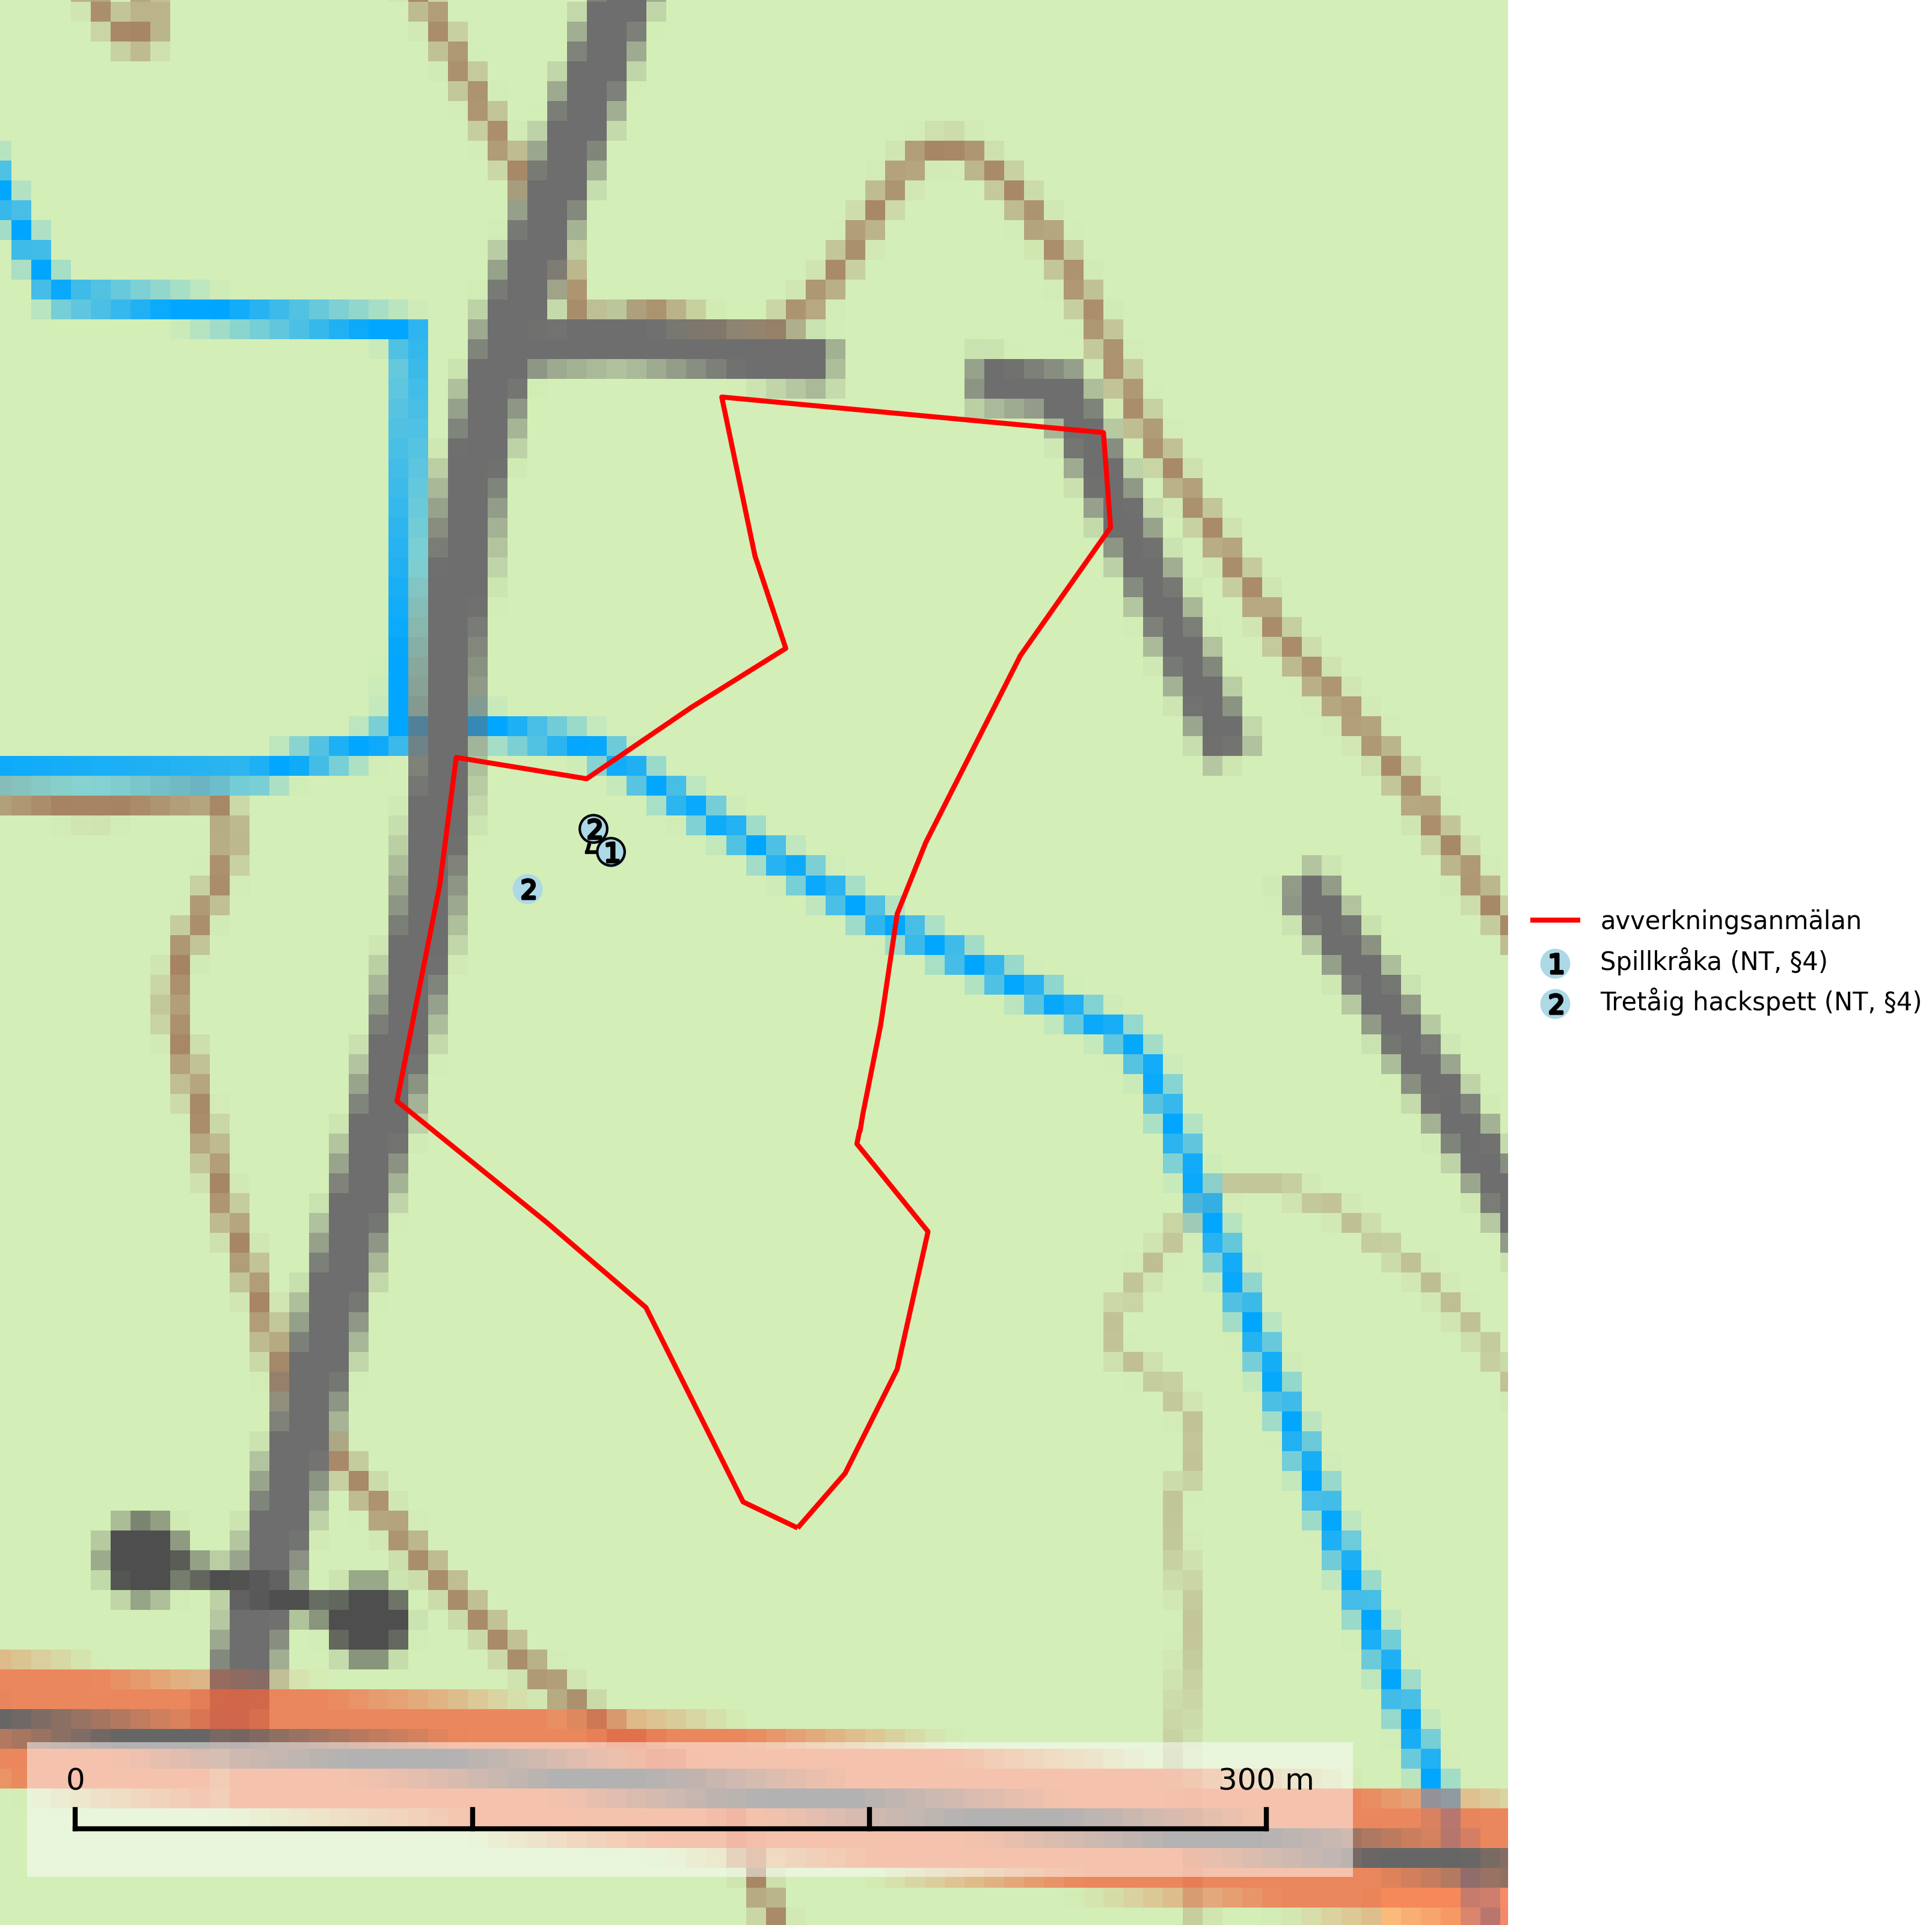 2
1
2
avverkningsanmälan
1 Spillkråka (NT, §4)
2 Tretåig hackspett (NT, §4)
0 300 m